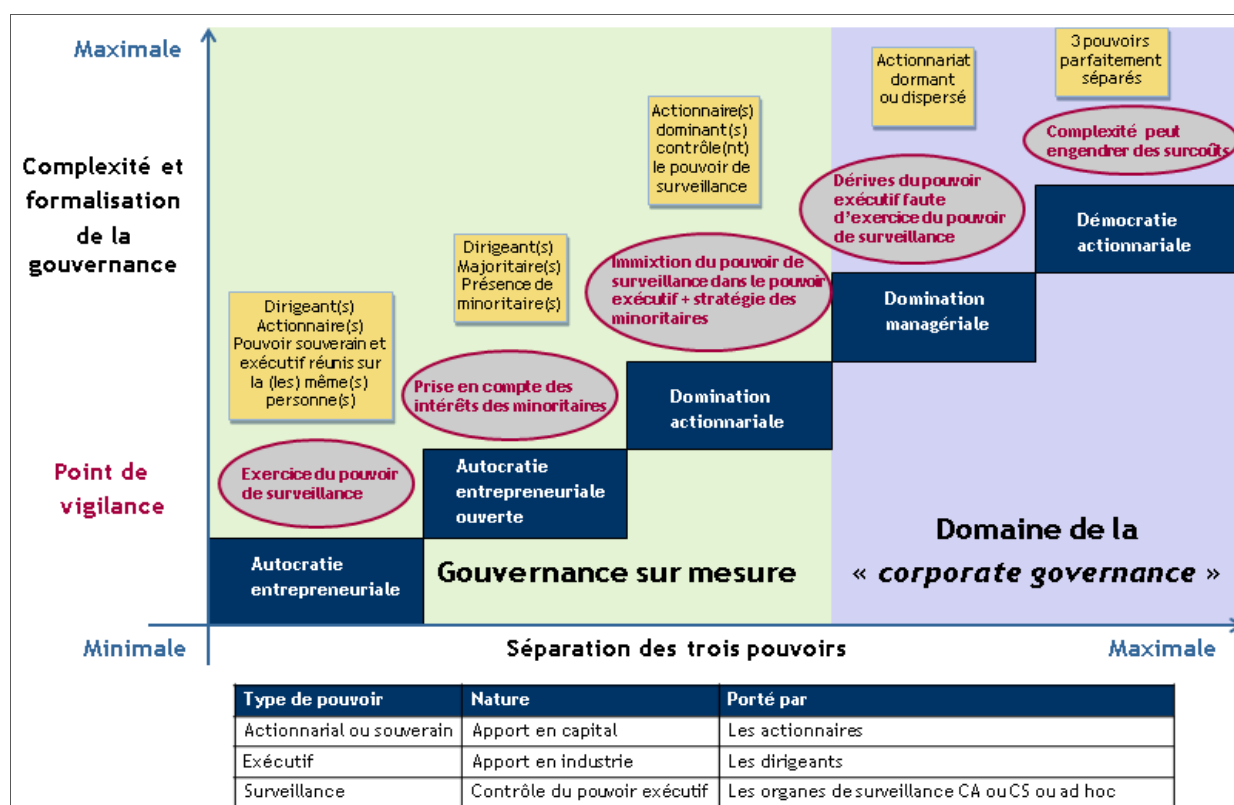 Maximale
Complexité et
formalisation
de la
gouvernance
Point de
vigilance
Minimale
Dirigeant(s)
Actionnaire(s)
Pouvoir souverain et
exécutif réunis sur
la (les) même(s)
personne(s)
Exercice du pouvoir
de surveillance
Autocratie
entrepreneuriale
Dirigeant(s)
Majoritaire(s)
Présence de
minoritaire(s)
Prise en compte des
intérêts des minoritaires
Autocratie
entrepreneuriale
ouverte
Actionnaire(s)
dominant(s)
contrôle(nt)
le pouvoir de
surveillance
Immixtion du pouvoir de
surveillance dans le pouvoir
exécutif + stratégie des
minoritaires
Domination
actionnariale
Actionnariat
dormant
ou dispersé
Dérives du pouvoir
exécutif faute
d'exercice du pouvoir
de surveillance
Domination
managériale
3 pouvoirs
parfaitement
séparés
Complexité peut
engendrer des surcoûts
Démocratie
actionnariale
Gouvernance sur mesure
Domaine de la
« corporate governance »
Séparation des trois pouvoirs
Maximale
Type de pouvoir Nature Porté par
Actionnarial ou souverain Apport en capital Les actionnaires
Exécutif Apport en industrie Les dirigeants
Surveillance Contrôle du pouvoir exécutif Les organes de surveillance CA ou CS ou ad hoc